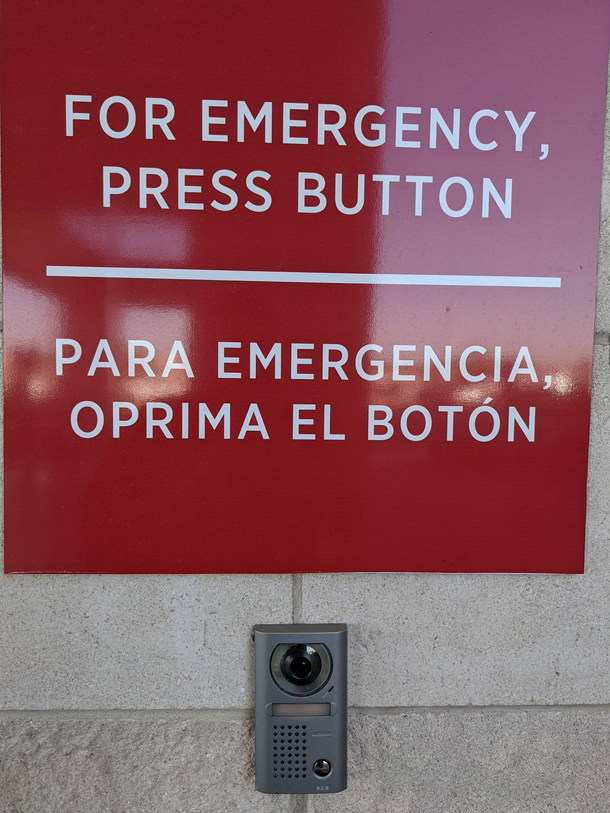 FOR EMERGENCY,
PRESS BUTTON
PARA EMERGENCIA,
OPRIMA EL BOTÓN